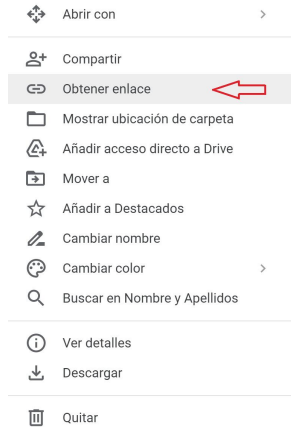 Abrir con
Compartir
Obtener enlace
Mostrar ubicación de carpeta
Añadir acceso directo a Drive
Mover a
Añadir a Destacados
Cambiar nombre
Cambiar color
Buscar en Nombre y Apellidos
Ver detalles
Descargar
Quitar